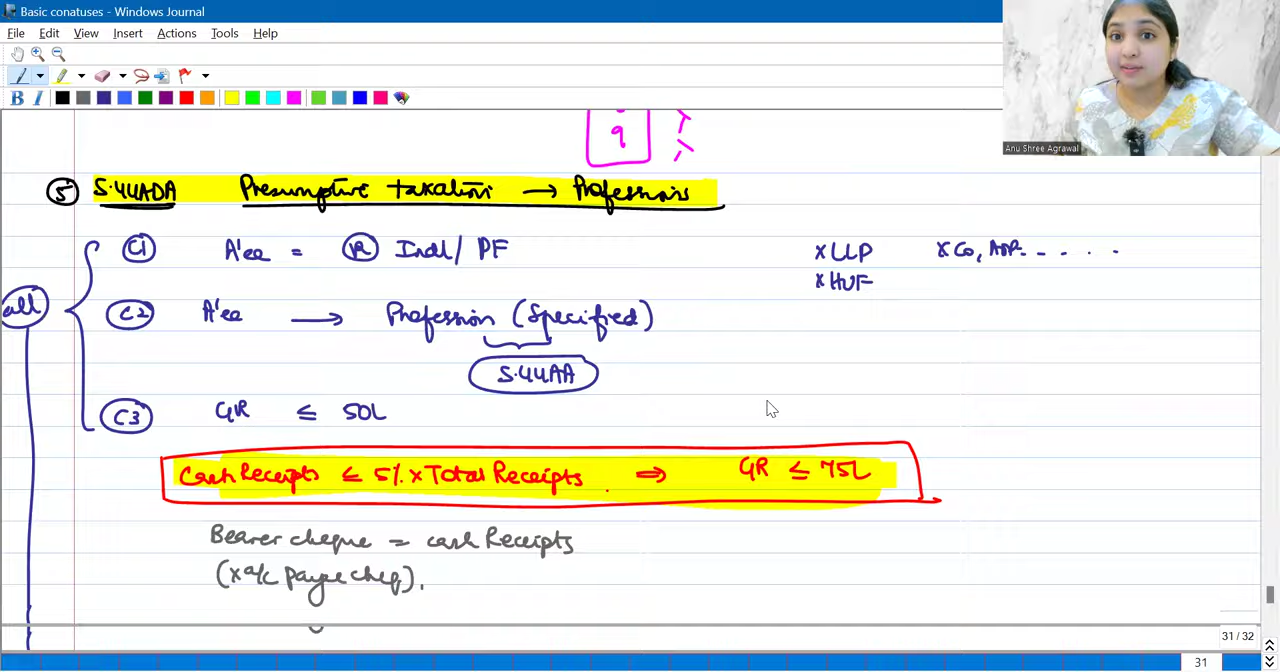 Basic conatuses - Windows Journal
File Edit View Insert Actions Tools Help
B I
Anu Shree Agrawal
9
5 S.44ADA Presumptive taxation → Professions
C1 A'ee = R Indl / PF x LLP x Co, AOP - - . . . .
x HUF
all
C2 A'ee → Profession (Specified)
S.44AA
C3 GR ≤ 50L
Cash Receipts ≤ 5% x Total Receipts ⇒ GR ≤ 75L
Bearer cheque = cash Receipts
(x a/c payee cheq).
31 / 32
31